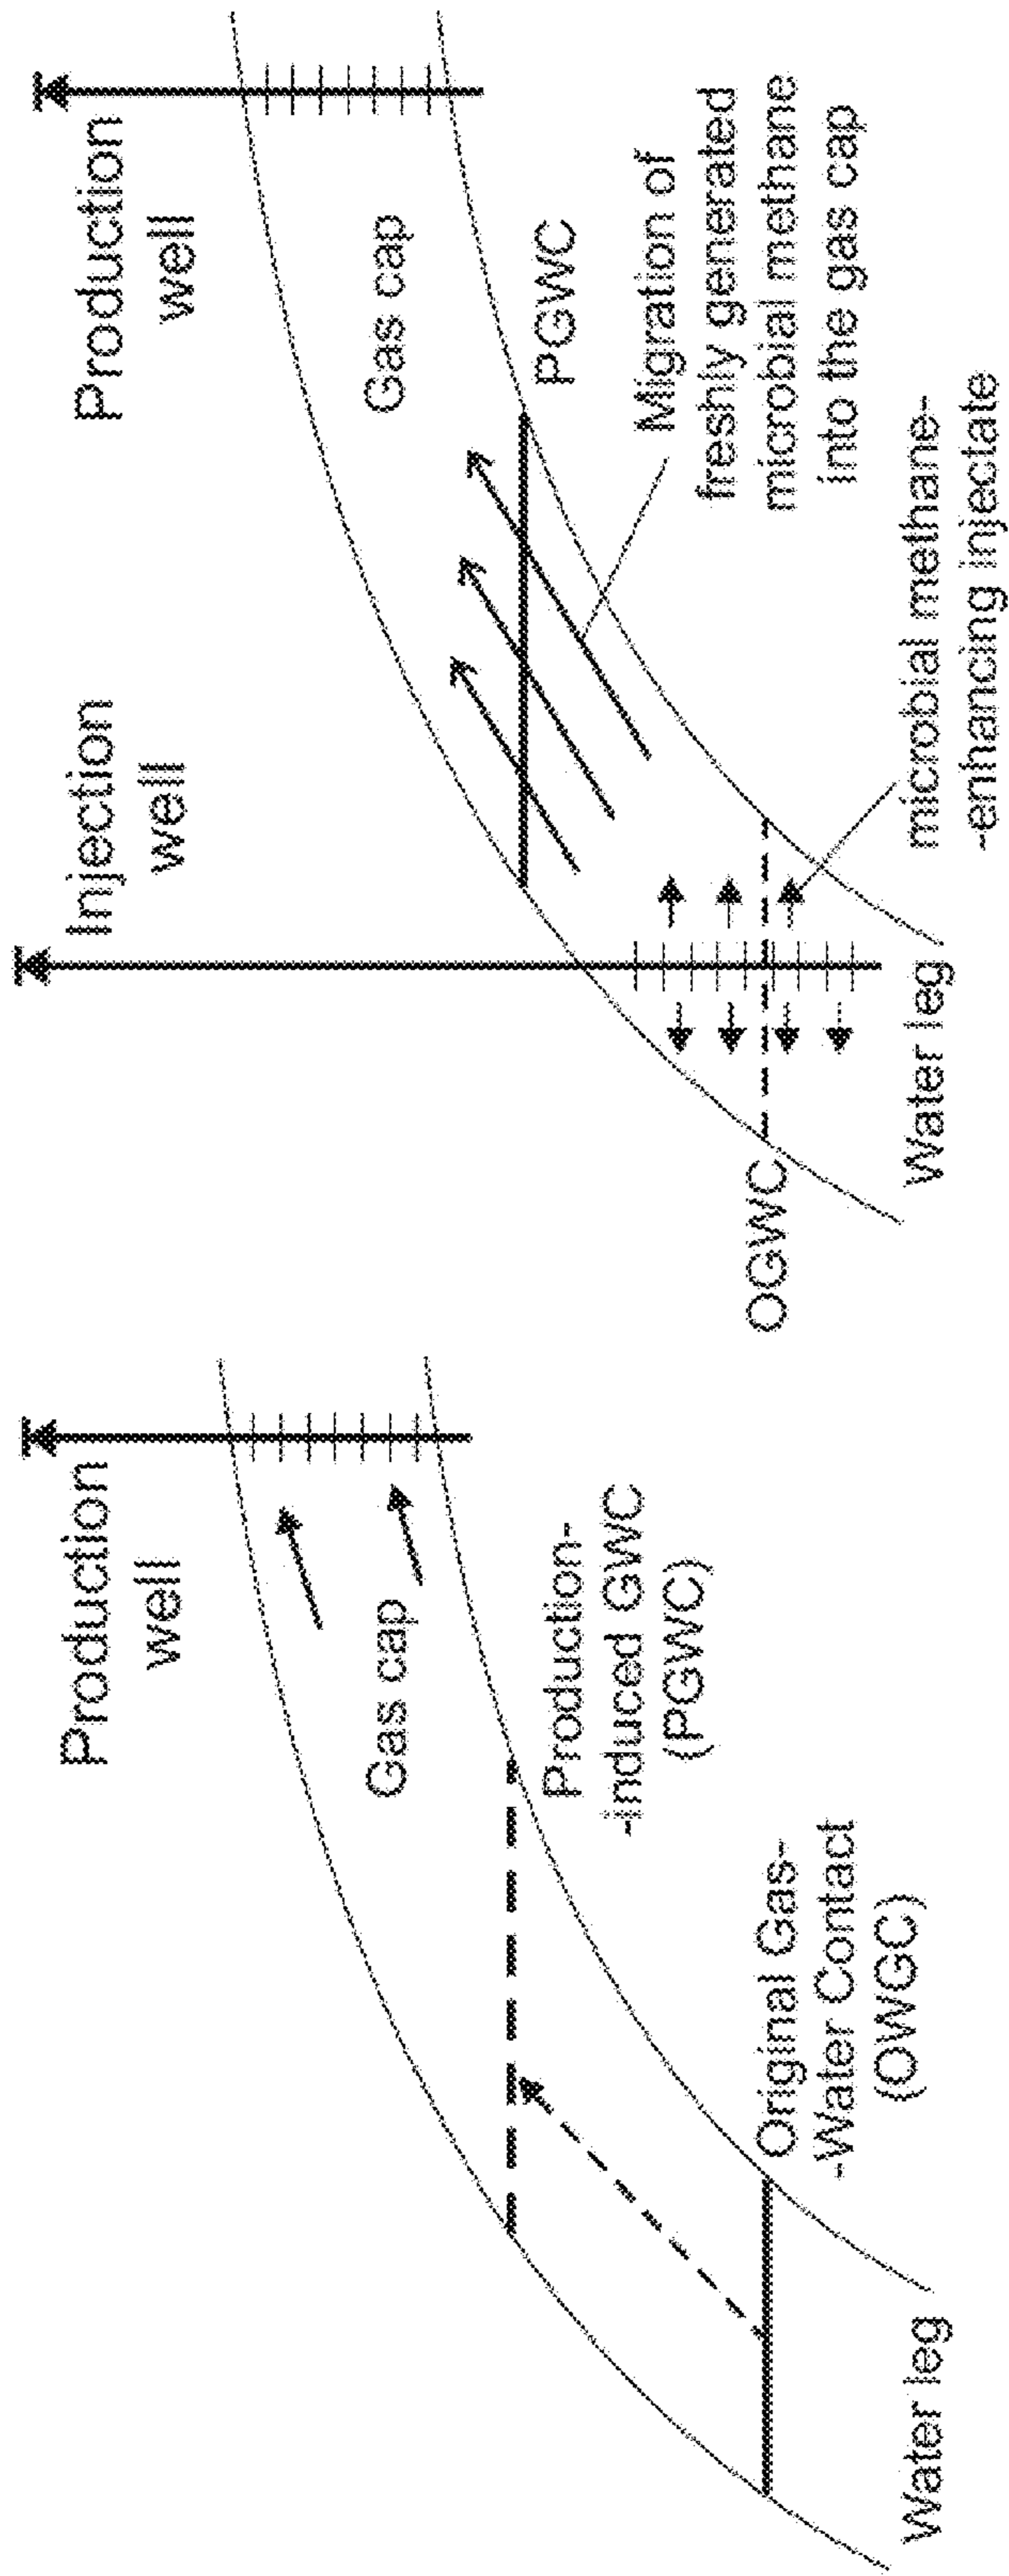 Production
well
Gas cap
Production-
-induced GWC
(PGWC)
Original Gas-
-Water Contact
(OWGC)
Water leg
Injection
well
Production
well
Gas cap
PGWC
Migration of
freshly generated
microbial methane
into the gas cap
OGWC
microbial methane-
-enhancing injectate
Water leg